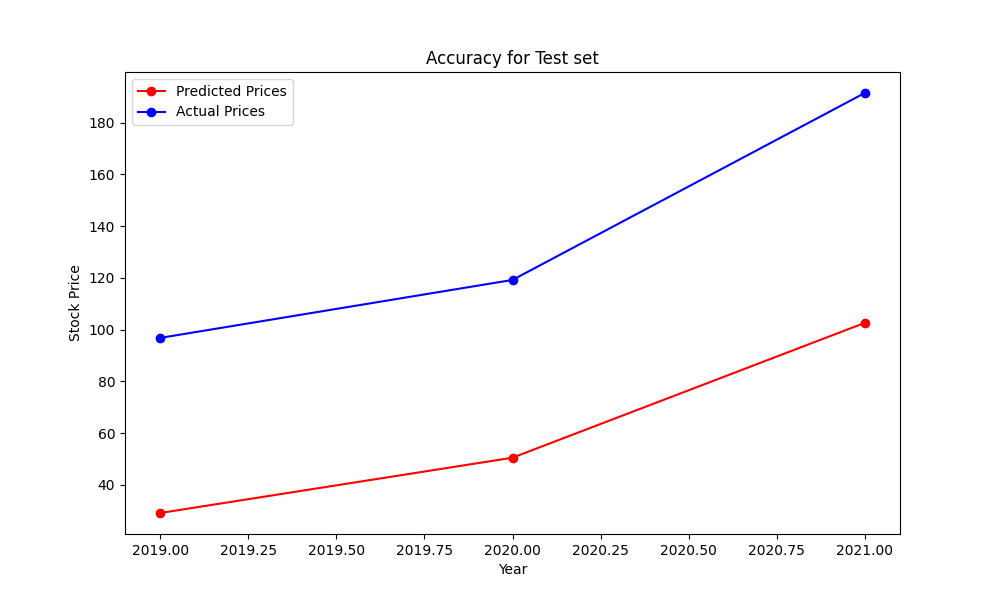 Accuracy for Test set
Predicted Prices
Actual Prices
180
160
140
120
100
80
60
40
Stock Price
2019.00 2019.25 2019.50 2019.75 2020.00 2020.25 2020.50 2020.75 2021.00
Year